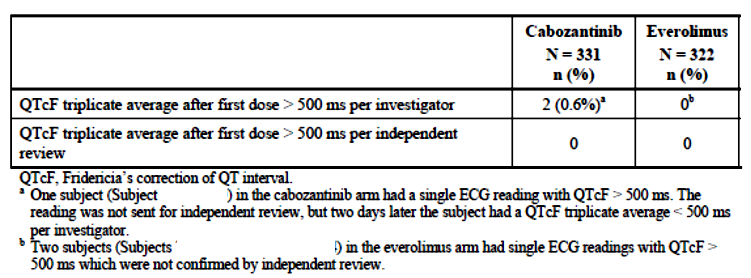 Cabozantinib Everolimus
N = 331 N = 322
n (%) n (%)
QTcF triplicate average after first dose > 500 ms per investigator 2 (0.6%)ᵃ 0ᵇ
QTcF triplicate average after first dose > 500 ms per independent
review 0 0
QTcF, Fridericia's correction of QT interval.
ᵃ One subject (Subject ) in the cabozantinib arm had a single ECG reading with QTcF > 500 ms. The
reading was not sent for independent review, but two days later the subject had a QTcF triplicate average < 500 ms
per investigator.
ᵇ Two subjects (Subjects ) in the everolimus arm had single ECG readings with QTcF >
500 ms which were not confirmed by independent review.